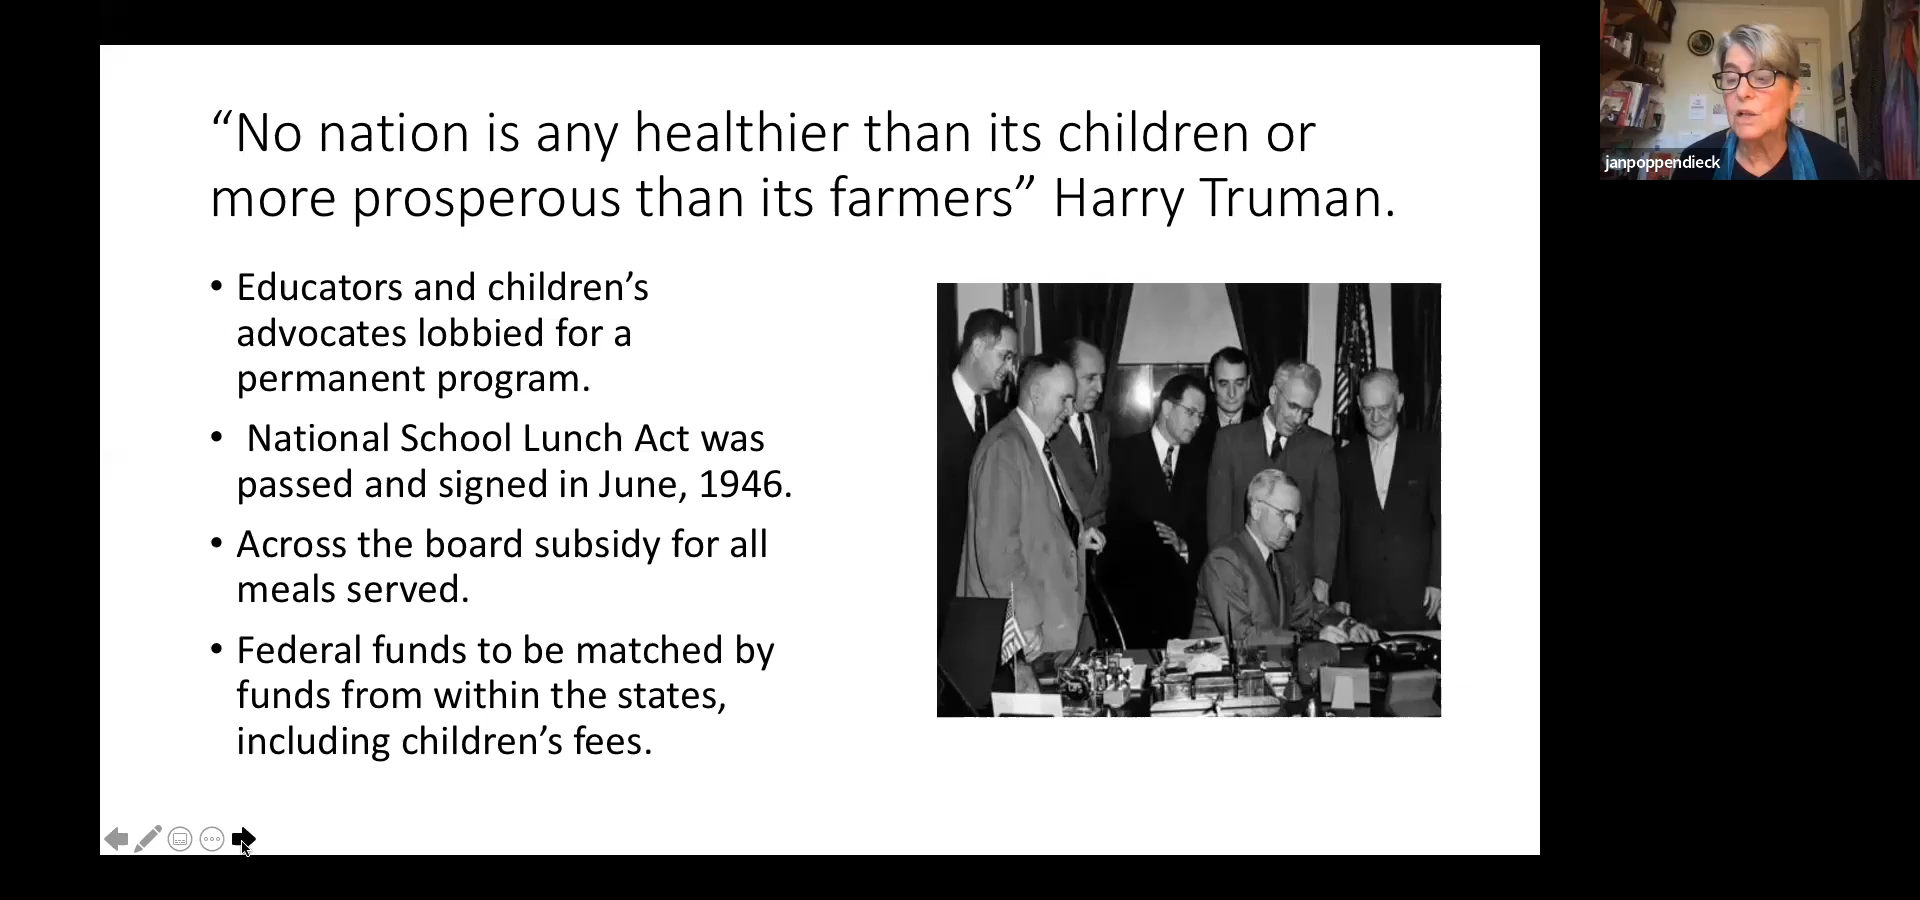 “No nation is any healthier than its children or
more prosperous than its farmers” Harry Truman.
• Educators and children’s
advocates lobbied for a
permanent program.
• National School Lunch Act was
passed and signed in June, 1946.
• Across the board subsidy for all
meals served.
• Federal funds to be matched by
funds from within the states,
including children’s fees.
janpoppendieck